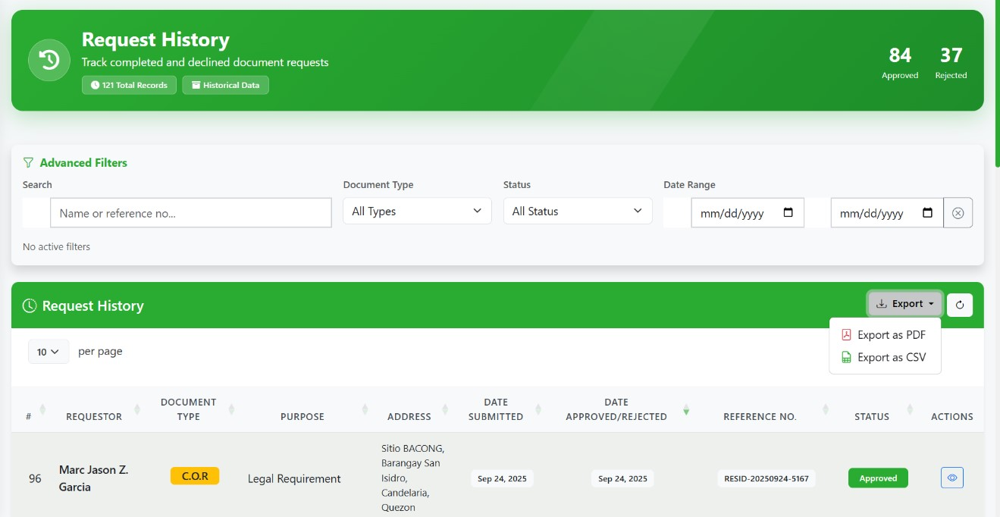 Request History
Track completed and declined document requests
121 Total Records
Historical Data
84
Approved
37
Rejected
Advanced Filters
Search
Name or reference no...
Document Type
All Types
Status
All Status
Date Range
mm/dd/yyyy
mm/dd/yyyy
No active filters
Request History
Export
Export as PDF
Export as CSV
10
per page
#
REQUESTOR
DOCUMENT
TYPE
PURPOSE
ADDRESS
DATE
SUBMITTED
DATE
APPROVED/REJECTED
REFERENCE NO.
STATUS
ACTIONS
96
Marc Jason Z.
Garcia
C.O.R
Legal Requirement
Sitio BACONG,
Barangay San
Isidro,
Candelaria,
Quezon
Sep 24, 2025
Sep 24, 2025
RESID-20250924-5167
Approved